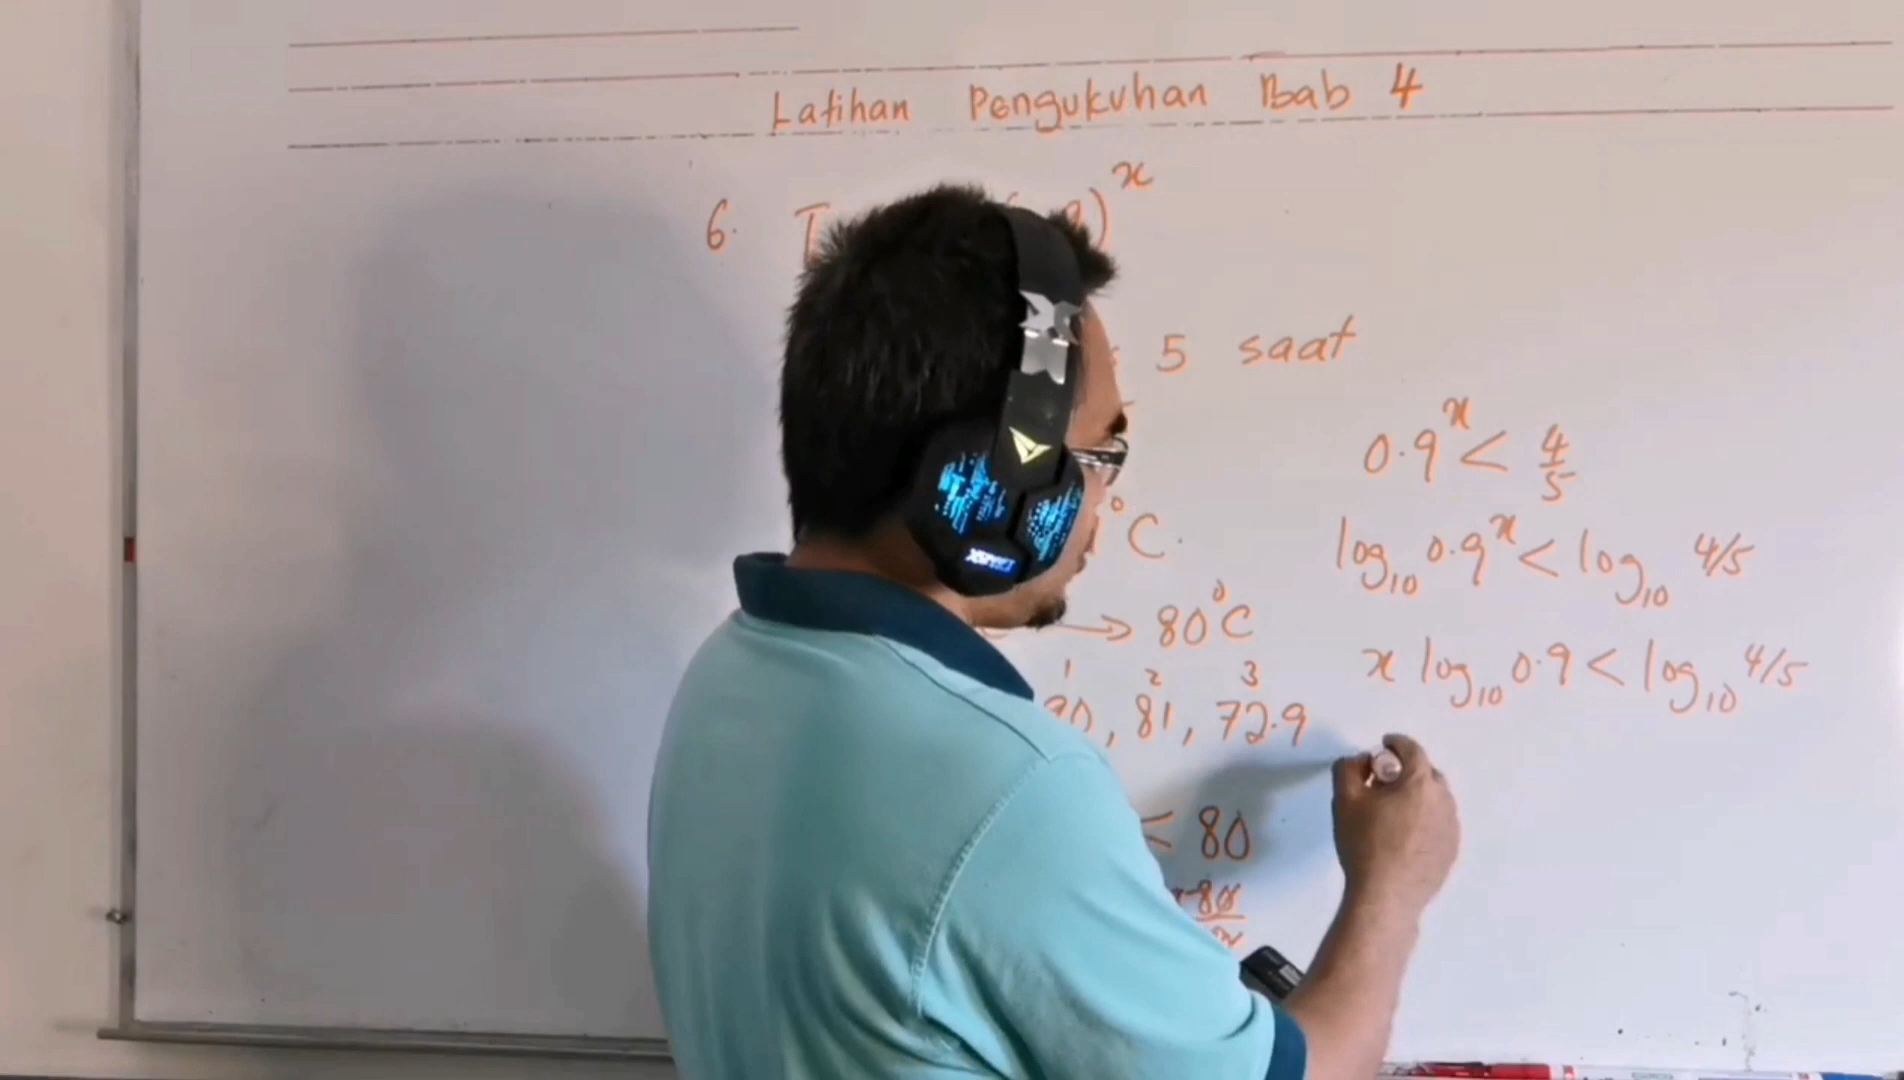 Latihan Pengukuhan Bab 4
6. T 9)^x
5 saat
°C.
→ 80°C
1 2 3
90, 81, 72.9
< 80
80
0.9^x < 4/5
log₁₀ 0.9^x < log₁₀ 4/5
x log₁₀ 0.9 < log₁₀ 4/5